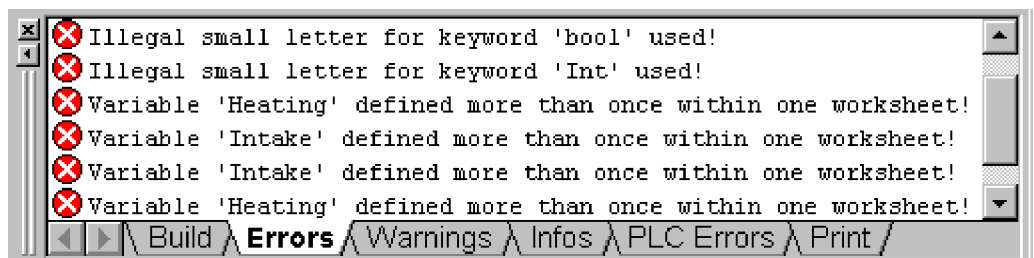 Illegal small letter for keyword 'bool' used!
Illegal small letter for keyword 'Int' used!
Variable 'Heating' defined more than once within one worksheet!
Variable 'Intake' defined more than once within one worksheet!
Variable 'Intake' defined more than once within one worksheet!
Variable 'Heating' defined more than once within one worksheet!
Build Errors Warnings Infos PLC Errors Print